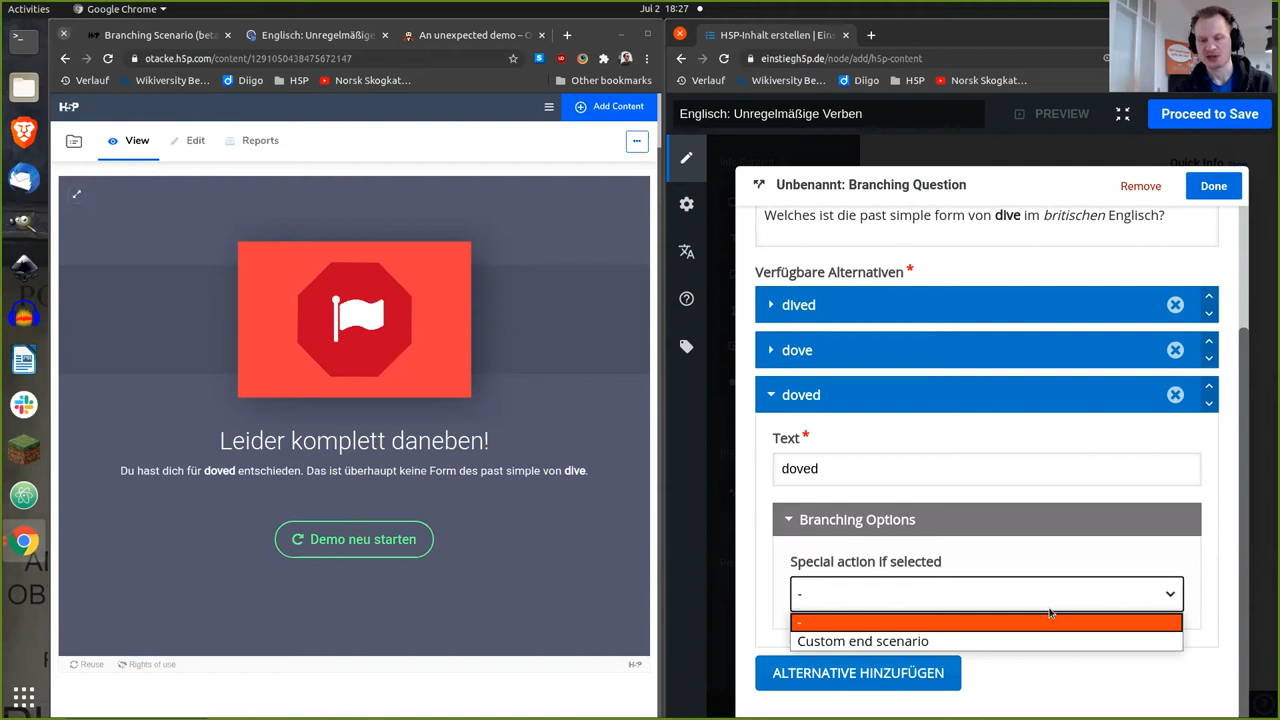 Activities
Google Chrome
Jul 2 18:27
Branching Scenario (beta
Englisch: Unregelmäßige
An unexpected demo – O
otacke.h5p.com/content/1291050438475672147
Verlauf
Wikiversity Be
Diigo
H5P
Norsk Skogkat...
Other bookmarks
H5P
Add Content
View
Edit
Reports
Leider komplett daneben!
Du hast dich für doved entschieden. Das ist überhaupt keine Form des past simple von dive.
Demo neu starten
Reuse
Rights of use
H5P
H5P-Inhalt erstellen | Eins
einstiegh5p.de/node/add/h5p-content
Verlauf
Wikiversity Be
Diigo
H5P
Norsk Skogkat...
Englisch: Unregelmäßige Verben
PREVIEW
Proceed to Save
Unbenannt: Branching Question
Remove
Done
Welches ist die past simple form von dive im britischen Englisch?
Verfügbare Alternativen *
dived
dove
doved
Text *
doved
Branching Options
Special action if selected
-
-
Custom end scenario
ALTERNATIVE HINZUFÜGEN